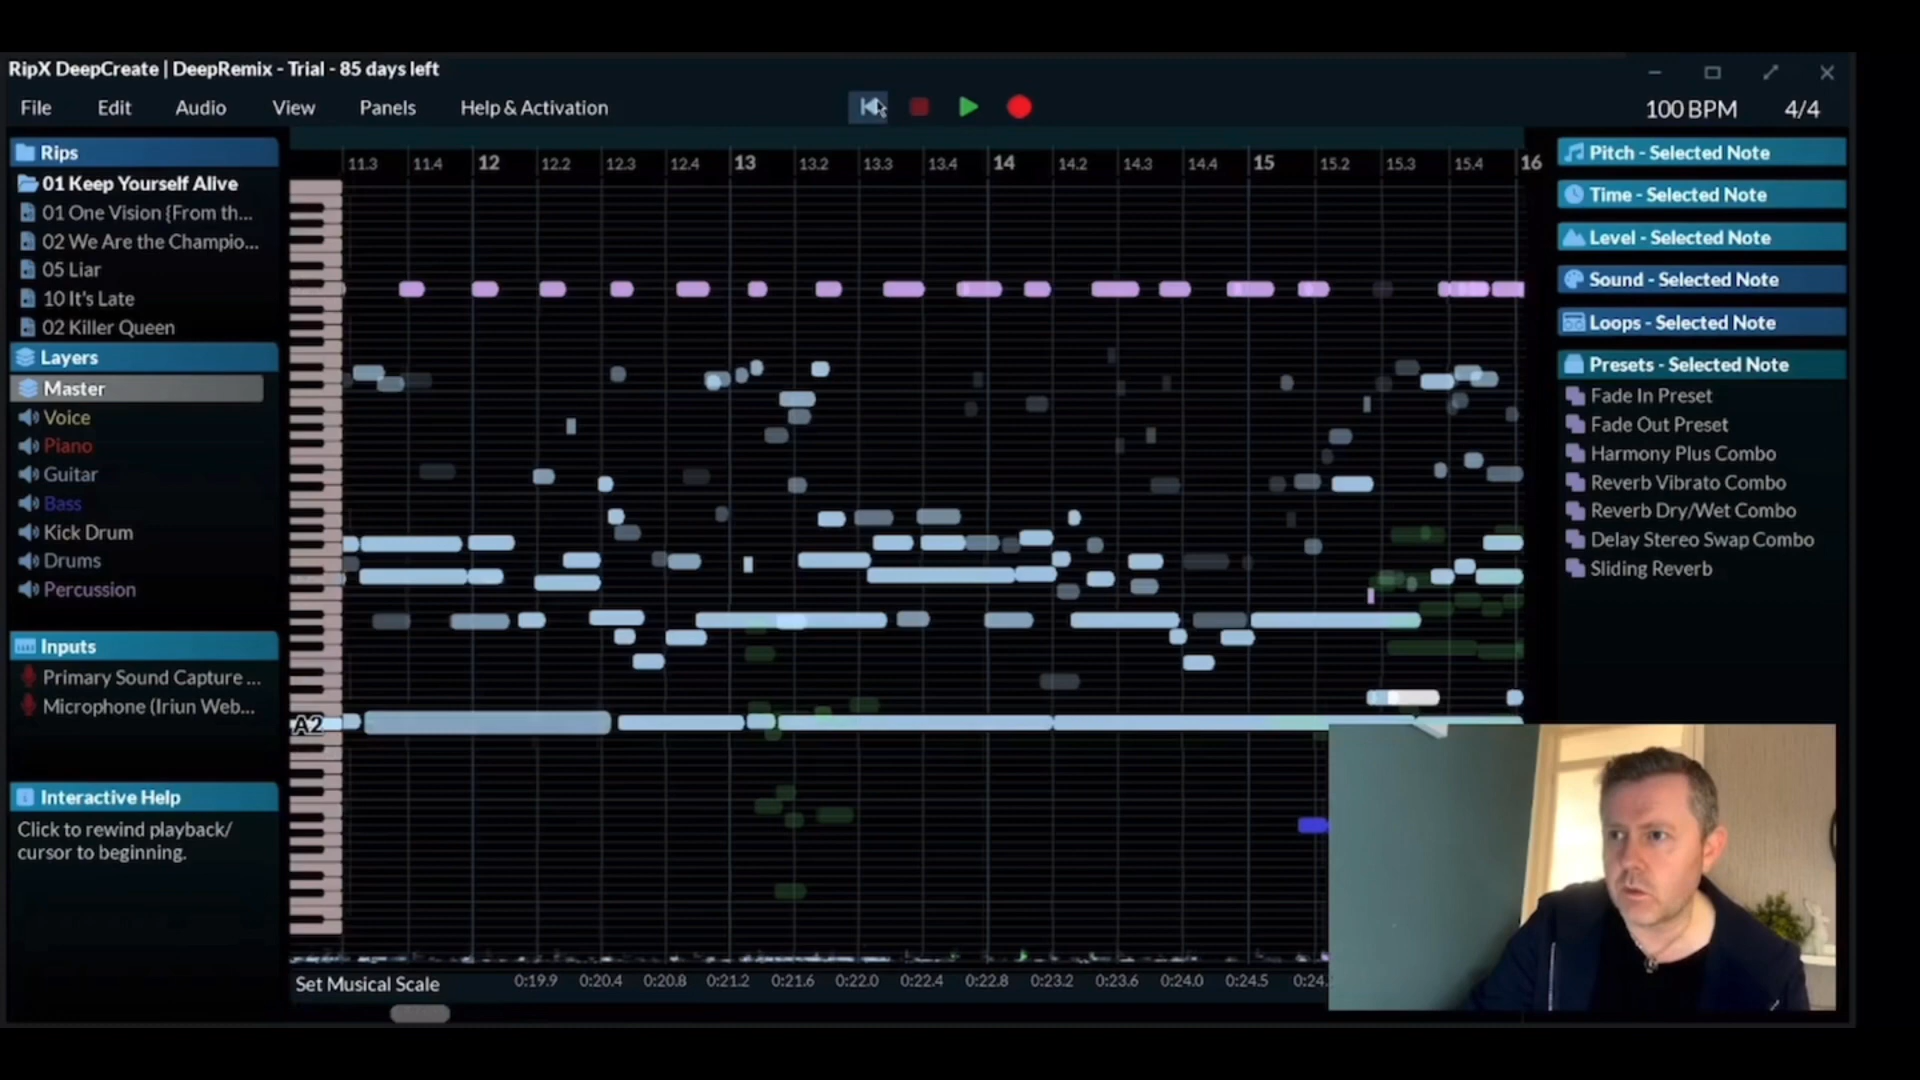 RipX DeepCreate | DeepRemix - Trial - 85 days left
File Edit Audio View Panels Help & Activation
100 BPM 4/4
Rips
01 Keep Yourself Alive
01 One Vision {From th...
02 We Are the Champio...
05 Liar
10 It's Late
02 Killer Queen
Layers
Master
Voice
Piano
Guitar
Bass
Kick Drum
Drums
Percussion
Inputs
Primary Sound Capture ...
Microphone (Iriun Web...
Interactive Help
Click to rewind playback/
cursor to beginning.
11.3 11.4 12 12.2 12.3 12.4 13 13.2 13.3 13.4 14 14.2 14.3 14.4 15 15.2 15.3 15.4 16
A2
Set Musical Scale 0:19.9 0:20.4 0:20.8 0:21.2 0:21.6 0:22.0 0:22.4 0:22.8 0:23.2 0:23.6 0:24.0 0:24.5 0:24.
Pitch - Selected Note
Time - Selected Note
Level - Selected Note
Sound - Selected Note
Loops - Selected Note
Presets - Selected Note
Fade In Preset
Fade Out Preset
Harmony Plus Combo
Reverb Vibrato Combo
Reverb Dry/Wet Combo
Delay Stereo Swap Combo
Sliding Reverb